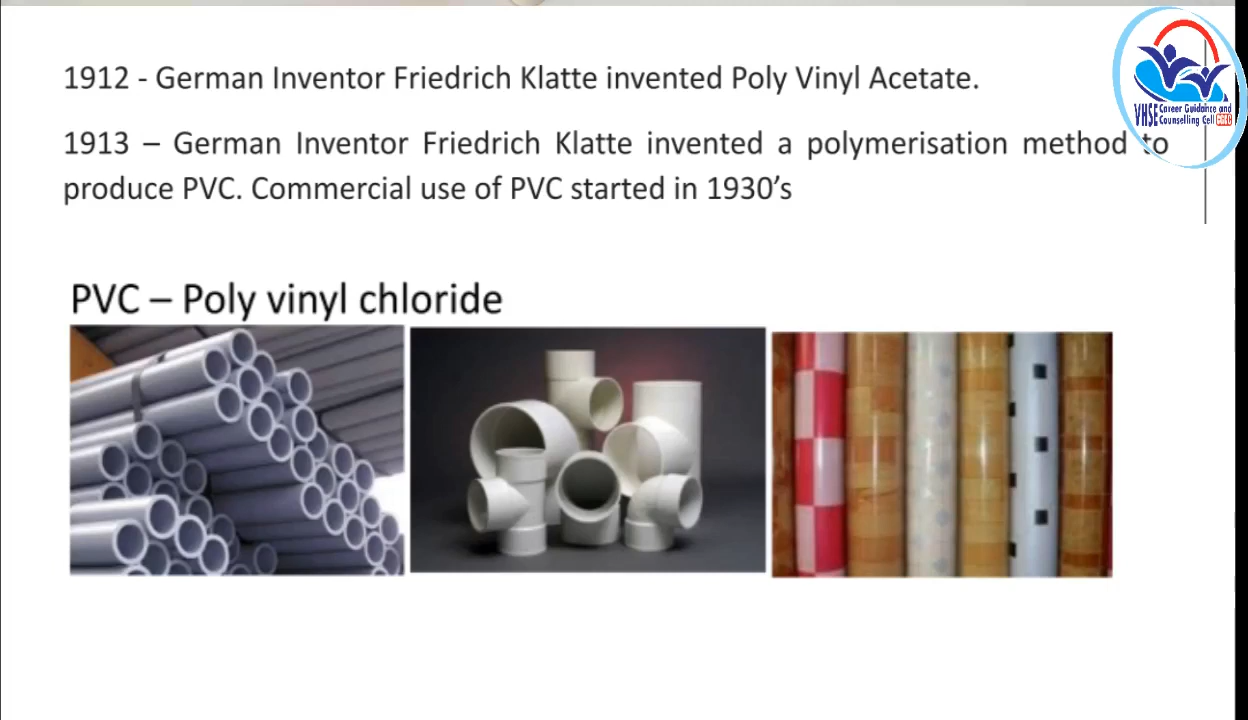 1912 - German Inventor Friedrich Klatte invented Poly Vinyl Acetate.
1913 – German Inventor Friedrich Klatte invented a polymerisation method to
produce PVC. Commercial use of PVC started in 1930's
PVC – Poly vinyl chloride
VHSE Career Guidance and
Counselling Cell CGCC